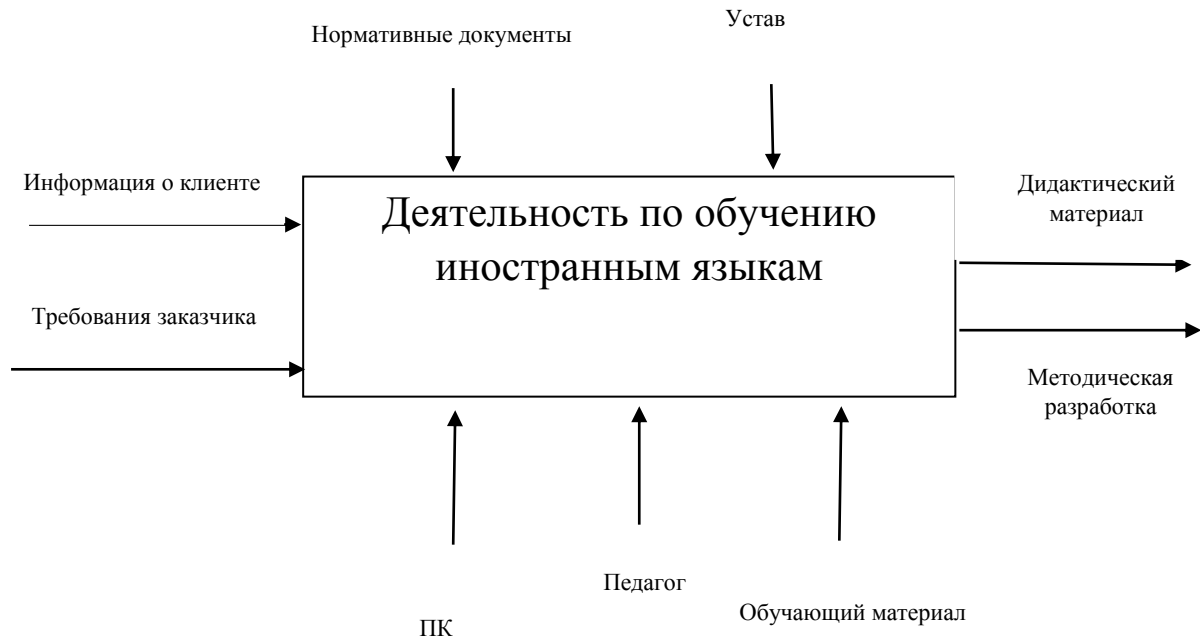 Устав
Нормативные документы
Информация о клиенте
Деятельность по обучению
иностранным языкам
Дидактический
материал
Требования заказчика
Методическая
разработка
Педагог
Обучающий материал
ПК